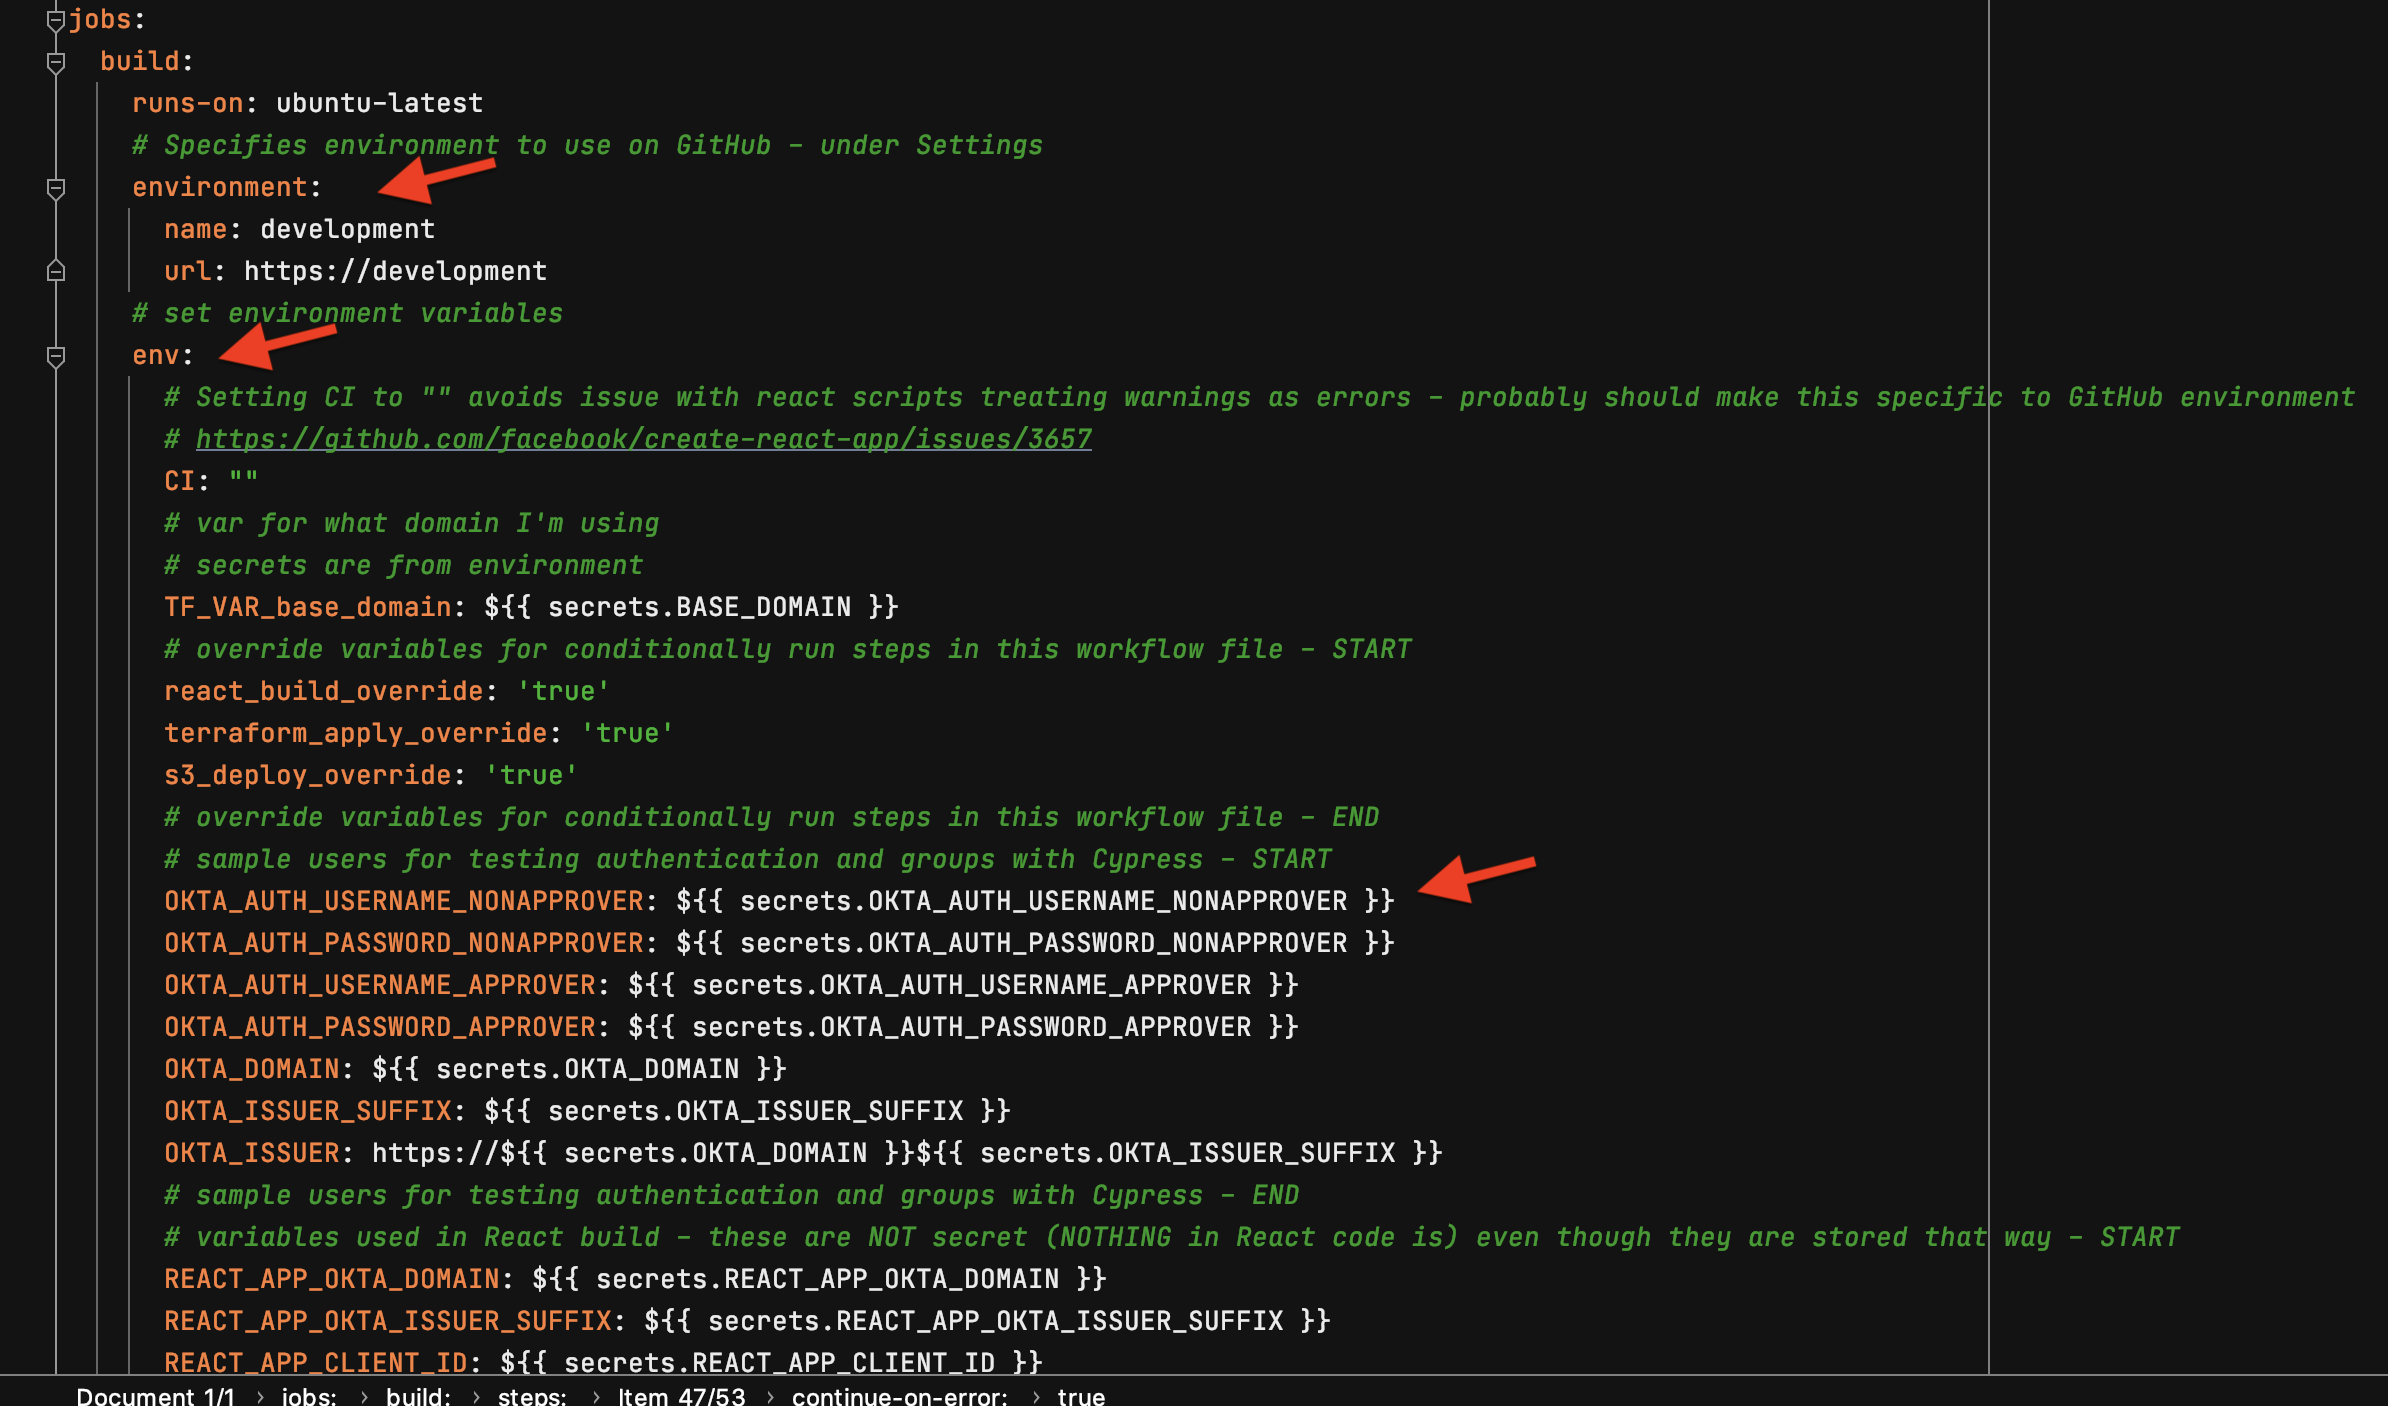 jobs:
build:
runs-on: ubuntu-latest
# Specifies environment to use on GitHub - under Settings
environment:
name: development
url: https://development
# set environment variables
env:
# Setting CI to "" avoids issue with react scripts treating warnings as errors - probably should make this specific to GitHub environment
# https://github.com/facebook/create-react-app/issues/3657
CI: ""
# var for what domain I'm using
# secrets are from environment
TF_VAR_base_domain: ${{ secrets.BASE_DOMAIN }}
# override variables for conditionally run steps in this workflow file - START
react_build_override: 'true'
terraform_apply_override: 'true'
s3_deploy_override: 'true'
# override variables for conditionally run steps in this workflow file - END
# sample users for testing authentication and groups with Cypress - START
OKTA_AUTH_USERNAME_NONAPPROVER: ${{ secrets.OKTA_AUTH_USERNAME_NONAPPROVER }}
OKTA_AUTH_PASSWORD_NONAPPROVER: ${{ secrets.OKTA_AUTH_PASSWORD_NONAPPROVER }}
OKTA_AUTH_USERNAME_APPROVER: ${{ secrets.OKTA_AUTH_USERNAME_APPROVER }}
OKTA_AUTH_PASSWORD_APPROVER: ${{ secrets.OKTA_AUTH_PASSWORD_APPROVER }}
OKTA_DOMAIN: ${{ secrets.OKTA_DOMAIN }}
OKTA_ISSUER_SUFFIX: ${{ secrets.OKTA_ISSUER_SUFFIX }}
OKTA_ISSUER: https://${{ secrets.OKTA_DOMAIN }}${{ secrets.OKTA_ISSUER_SUFFIX }}
# sample users for testing authentication and groups with Cypress - END
# variables used in React build - these are NOT secret (NOTHING in React code is) even though they are stored that way - START
REACT_APP_OKTA_DOMAIN: ${{ secrets.REACT_APP_OKTA_DOMAIN }}
REACT_APP_OKTA_ISSUER_SUFFIX: ${{ secrets.REACT_APP_OKTA_ISSUER_SUFFIX }}
REACT_APP_CLIENT_ID: ${{ secrets.REACT_APP_CLIENT_ID }}
Document 1/1 › jobs: › build: › steps: › Item 47/53 › continue-on-error: › true